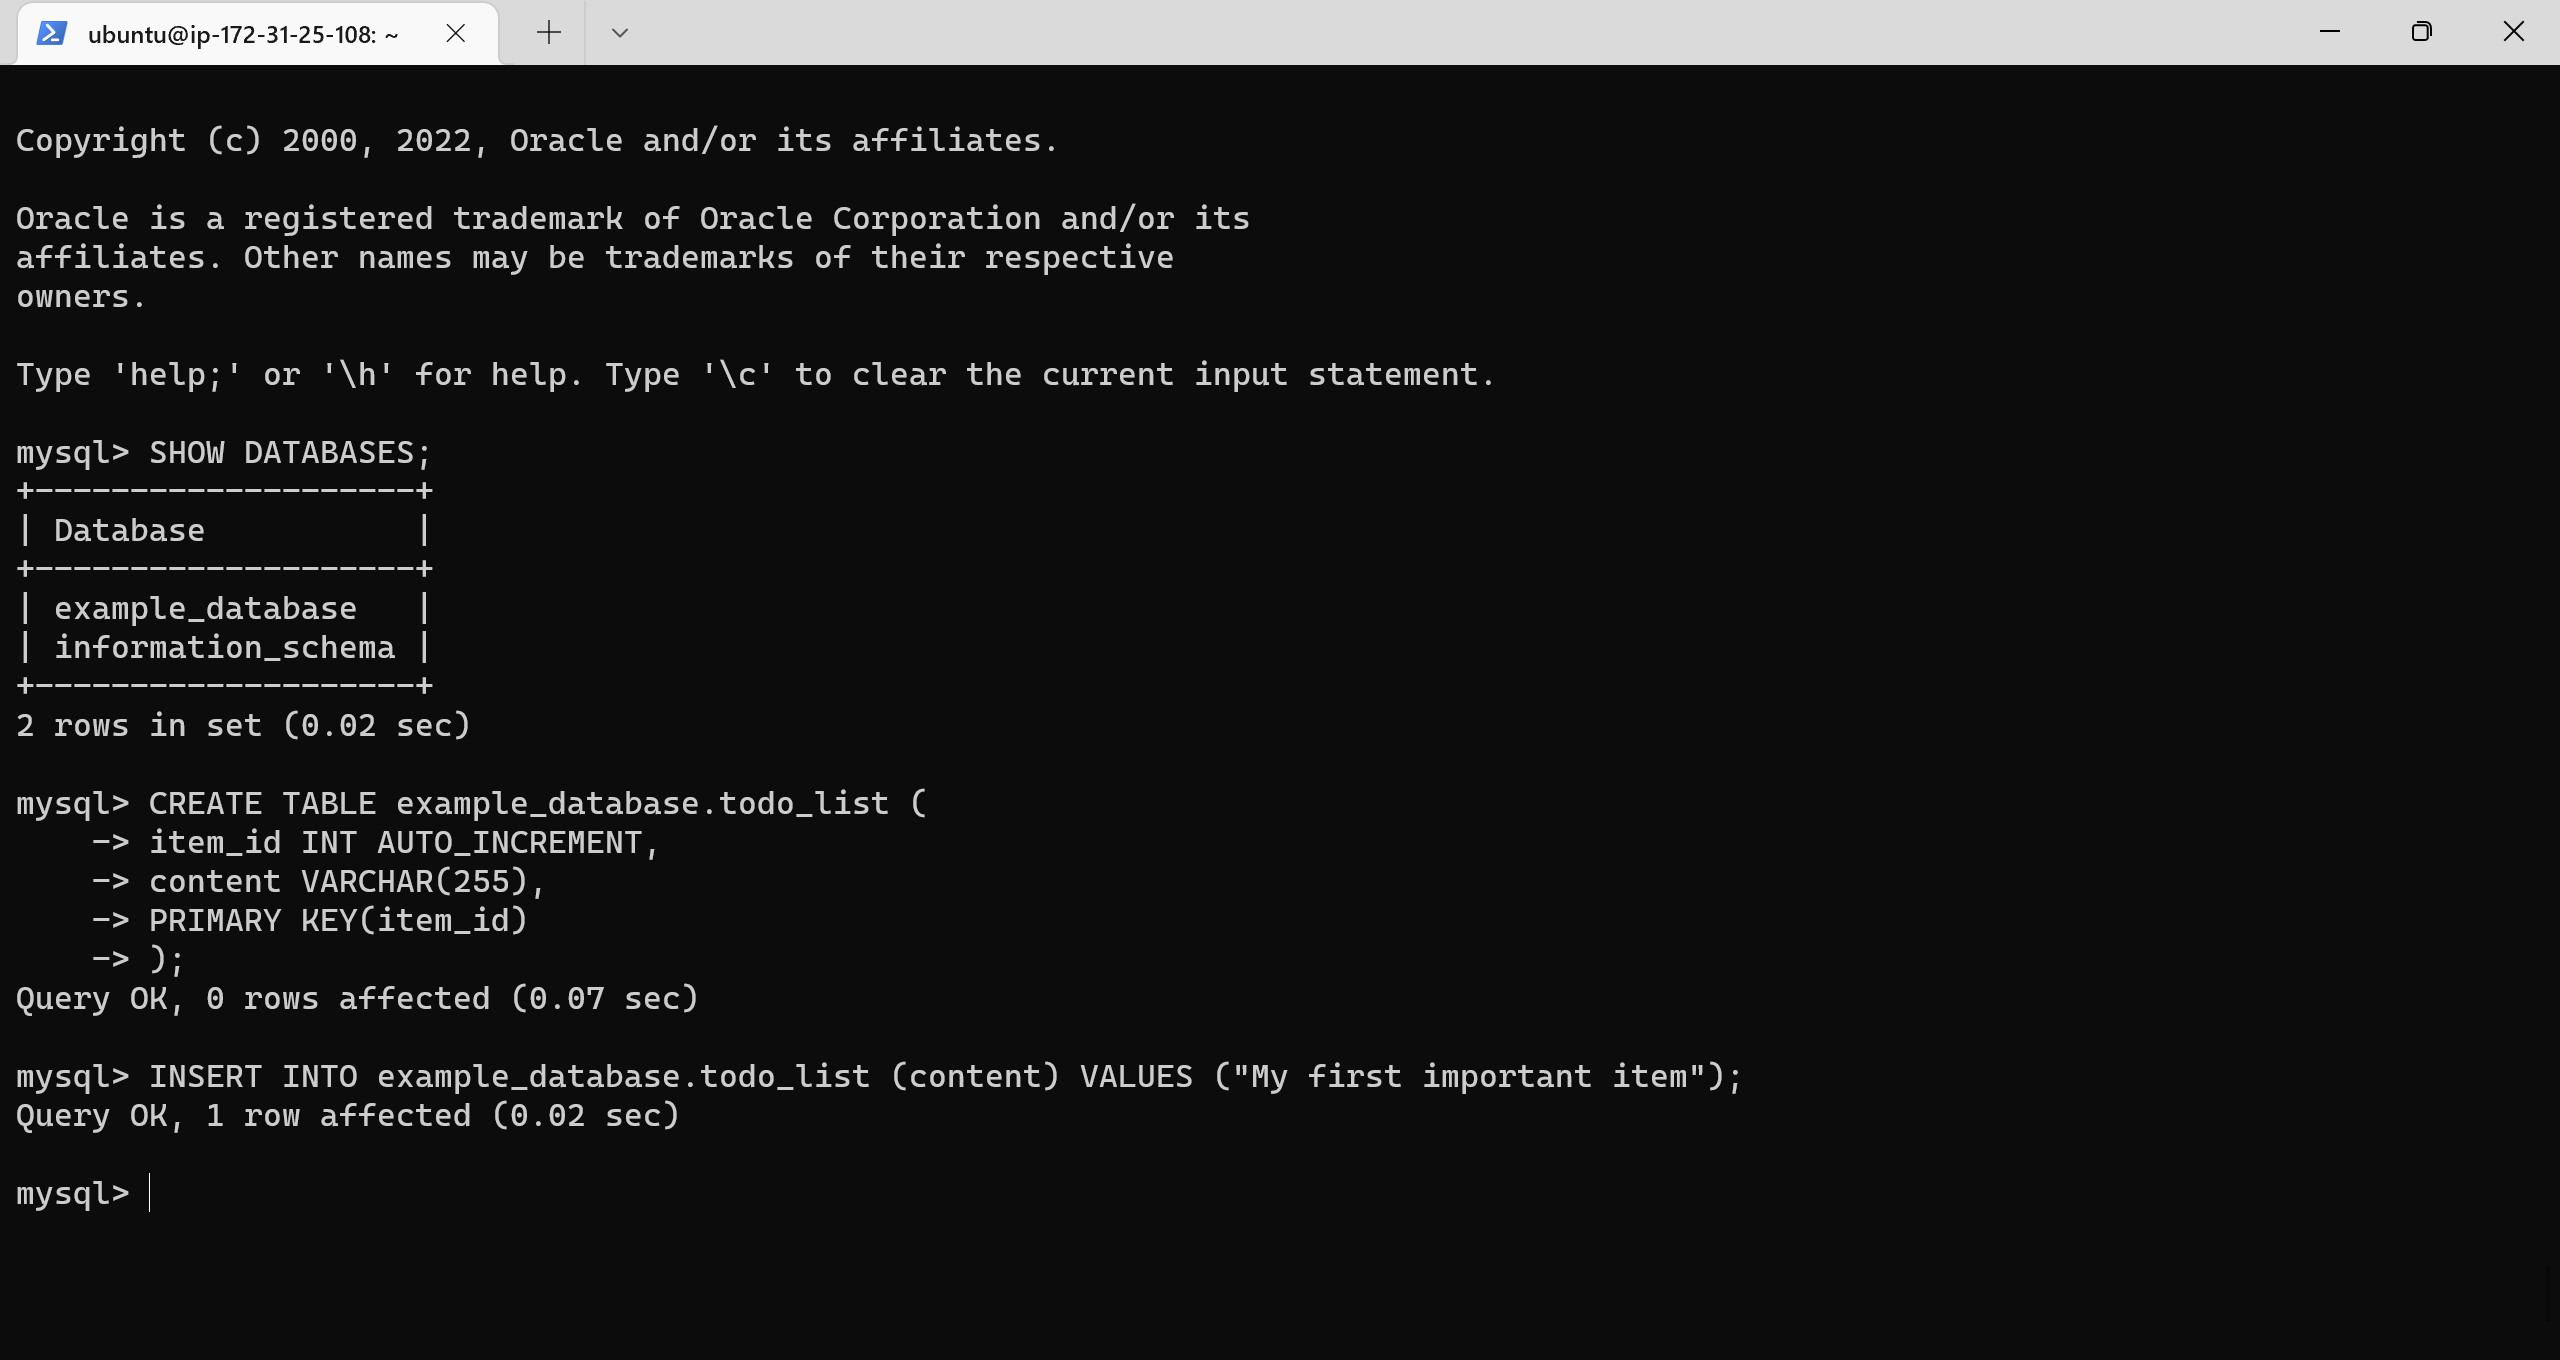 ubuntu@ip-172-31-25-108: ~
Copyright (c) 2000, 2022, Oracle and/or its affiliates.
Oracle is a registered trademark of Oracle Corporation and/or its
affiliates. Other names may be trademarks of their respective
owners.
Type 'help;' or '\h' for help. Type '\c' to clear the current input statement.
mysql> SHOW DATABASES;
+--------------------+
| Database           |
+--------------------+
| example_database   |
| information_schema |
+--------------------+
2 rows in set (0.02 sec)
mysql> CREATE TABLE example_database.todo_list (
    -> item_id INT AUTO_INCREMENT,
    -> content VARCHAR(255),
    -> PRIMARY KEY(item_id)
    -> );
Query OK, 0 rows affected (0.07 sec)
mysql> INSERT INTO example_database.todo_list (content) VALUES ("My first important item");
Query OK, 1 row affected (0.02 sec)
mysql>